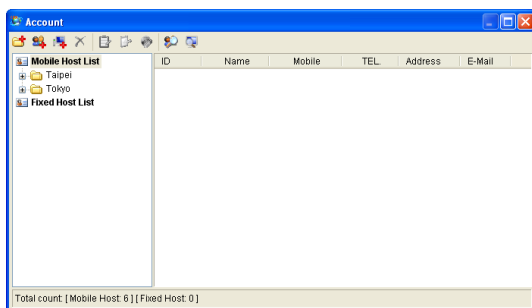 Account
Mobile Host List
Taipei
Tokyo
Fixed Host List
ID Name Mobile TEL. Address E-Mail
Total count: [ Mobile Host: 6 ] [ Fixed Host: 0 ]